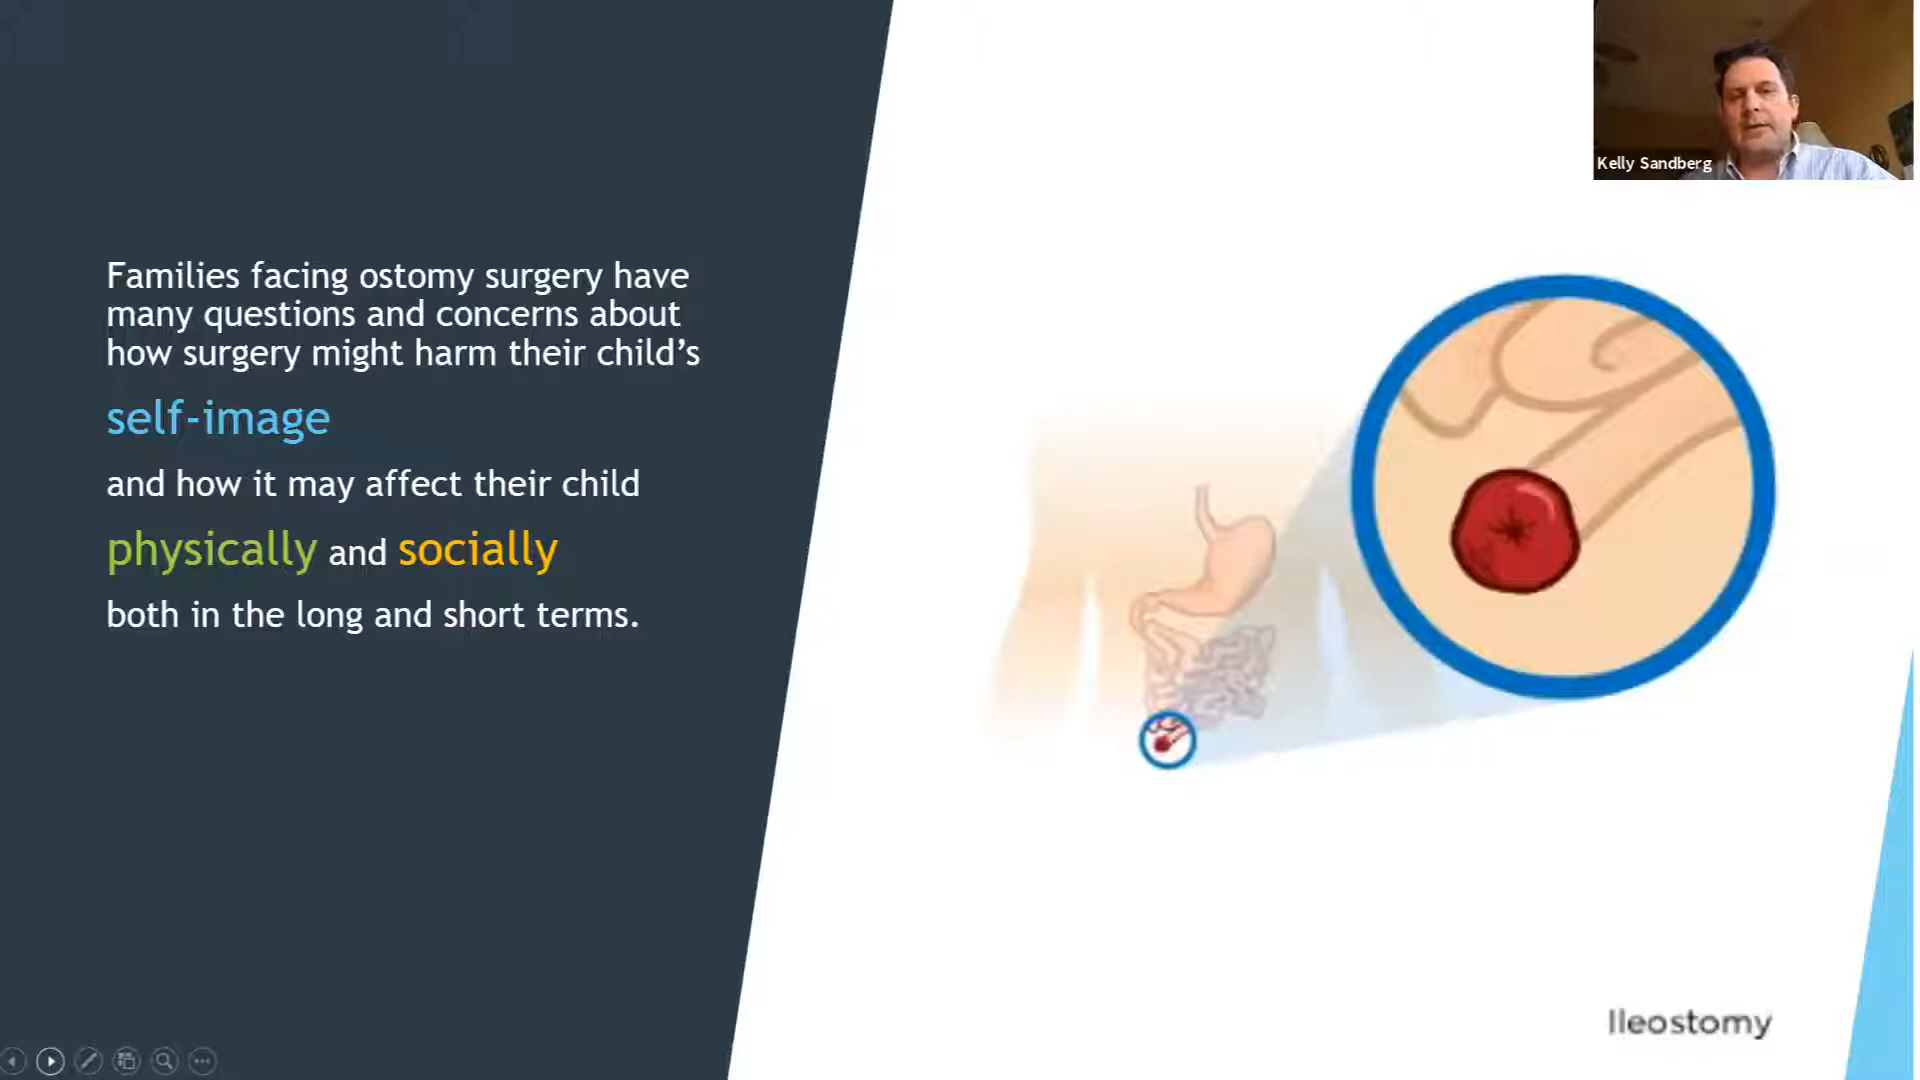 Families facing ostomy surgery have
many questions and concerns about
how surgery might harm their child’s
self-image
and how it may affect their child
physically and socially
both in the long and short terms.
Kelly Sandberg
Ileostomy